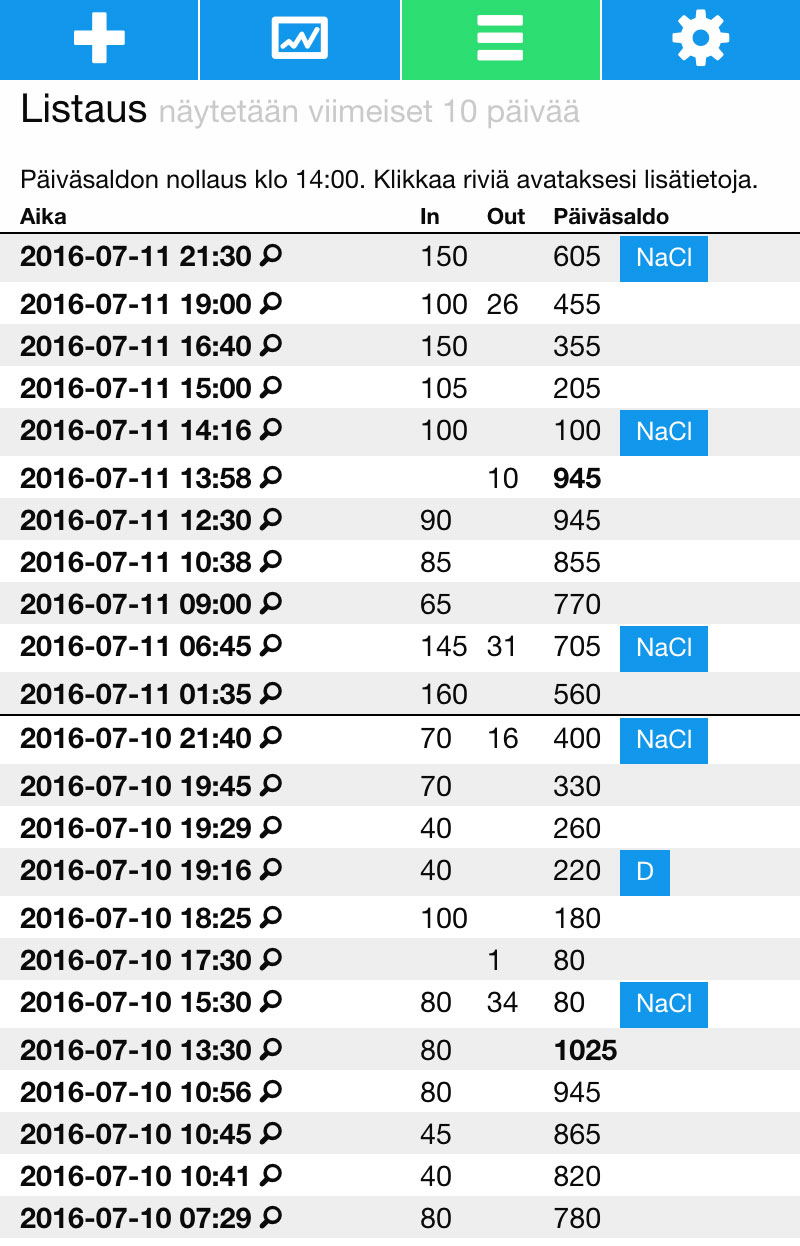 Listaus näytetään viimeiset 10 päivää
Päiväsaldon nollaus klo 14:00. Klikkaa riviä avataksesi lisätietoja.
Aika In Out Päiväsaldo
2016-07-11 21:30 150 605 NaCl
2016-07-11 19:00 100 26 455
2016-07-11 16:40 150 355
2016-07-11 15:00 105 205
2016-07-11 14:16 100 100 NaCl
2016-07-11 13:58 10 945
2016-07-11 12:30 90 945
2016-07-11 10:38 85 855
2016-07-11 09:00 65 770
2016-07-11 06:45 145 31 705 NaCl
2016-07-11 01:35 160 560
2016-07-10 21:40 70 16 400 NaCl
2016-07-10 19:45 70 330
2016-07-10 19:29 40 260
2016-07-10 19:16 40 220 D
2016-07-10 18:25 100 180
2016-07-10 17:30 1 80
2016-07-10 15:30 80 34 80 NaCl
2016-07-10 13:30 80 1025
2016-07-10 10:56 80 945
2016-07-10 10:45 45 865
2016-07-10 10:41 40 820
2016-07-10 07:29 80 780